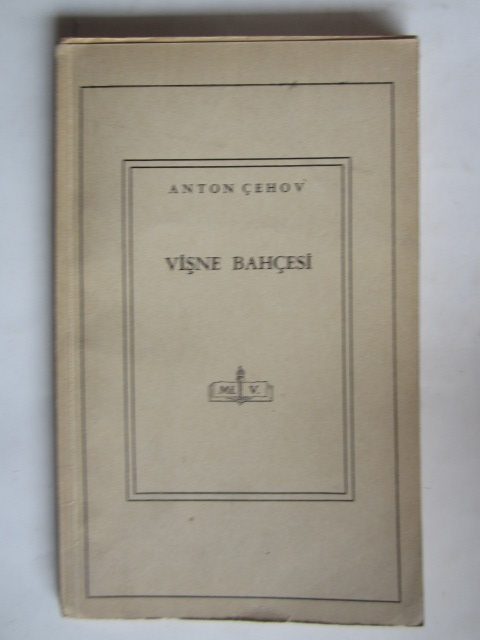 ANTON ÇEHOV
VİŞNE BAHÇESİ
M. V.